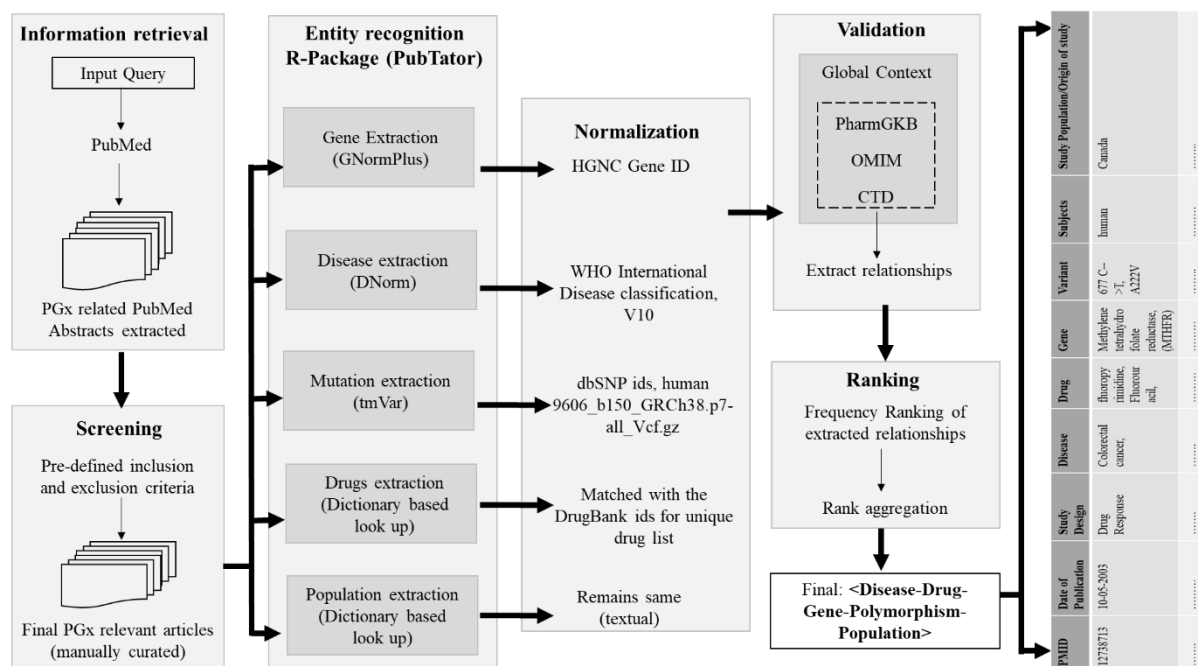 Information retrieval
Input Query
PubMed
PGx related PubMed
Abstracts extracted
Screening
Pre-defined inclusion
and exclusion criteria
Final PGx relevant articles
(manually curated)
Entity recognition
R-Package (PubTator)
Gene Extraction
(GNormPlus)
Disease extraction
(DNorm)
Mutation extraction
(tmVar)
Drugs extraction
(Dictionary based
look up)
Population extraction
(Dictionary based
look up)
Normalization
HGNC Gene ID
WHO International
Disease classification,
V10
dbSNP ids, human
9606_b150_GRCh38.p7-
all_Vcf.gz
Matched with the
DrugBank ids for unique
drug list
Remains same
(textual)
Validation
Global Context
PharmGKB
OMIM
CTD
Extract relationships
Ranking
Frequency Ranking of
extracted relationships
Rank aggregation
Final: <Disease-Drug-
Gene-Polymorphism-
Population>
PMID
Date of
Publication
Study
Design
Disease
Drug
Gene
Variant
Subjects
Study Population/Origin of study
12738713
10-05-2003
Drug
Response
Colorectal
cancer,
fluoropy
rimidine,
Fluorour
acil,
Methylene
tetrahydro
folate
reductase,
(MTHFR)
677 C--
>T,
A222V
human
Canada
........
........
........
........
........
........
........
........
........